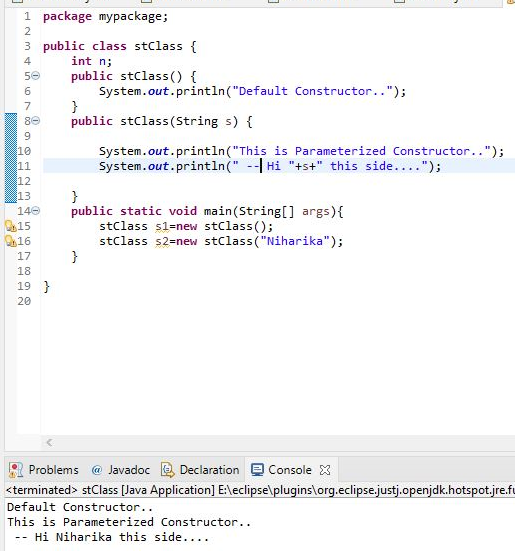 1 package mypackage;
2
3 public class stClass {
4     int n;
5     public stClass() {
6         System.out.println("Default Constructor..");
7     }
8     public stClass(String s) {
9
10         System.out.println("This is Parameterized Constructor..");
11         System.out.println(" -- Hi "+s+" this side....");
12
13     }
14     public static void main(String[] args){
15         stClass s1=new stClass();
16         stClass s2=new stClass("Niharika");
17     }
18
19 }
20
Problems @ Javadoc Declaration Console
<terminated> stClass [Java Application] E:\eclipse\plugins\org.eclipse.justj.openjdk.hotspot.jre.fu
Default Constructor..
This is Parameterized Constructor..
 -- Hi Niharika this side....